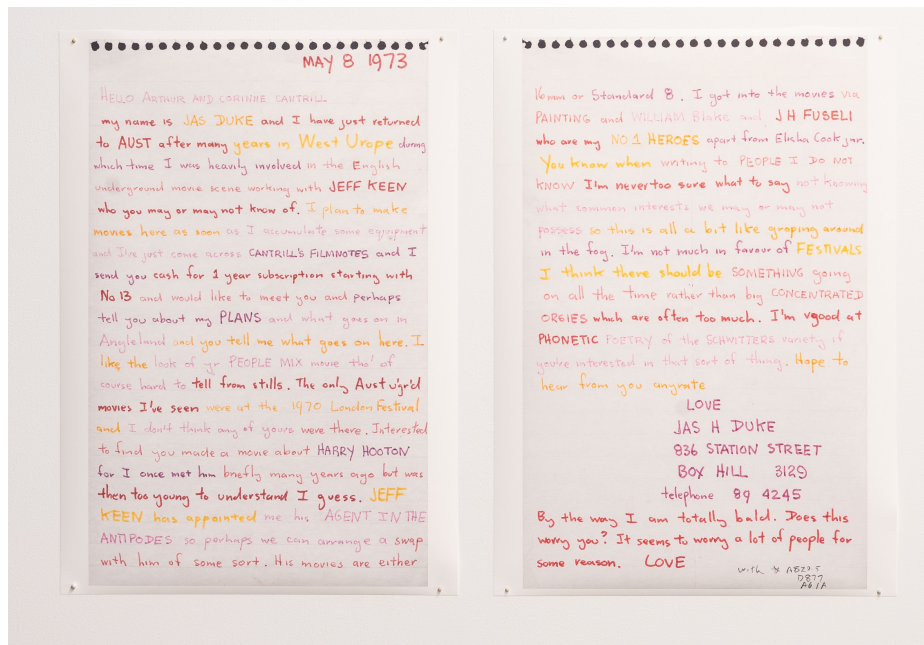 MAY 8 1973
HELLO ARTHUR AND CORINNE CANTRILL
my name is JAS DUKE and I have just returned
to AUST after many years in West Urope during
which time I was heavily involved in the English
underground movie scene working with JEFF KEEN
who you may or may not know of. I plan to make
movies here as soon as I accumulate some equipment
and I've just come across CANTRILL'S FILMNOTES and I
send you cash for 1 year subscription starting with
No 13 and would like to meet you and perhaps
tell you about my PLANS and what goes on in
Angleland and you tell me what goes on here. I
like the look of yr PEOPLE MIX movie tho' of
course hard to tell from stills. The only Aust u'gr'd
movies I've seen were at the 1970 London Festival
and I don't think any of yours were there. Interested
to find you made a movie about HARRY HOOTON
for I once met him briefly many years ago but was
then too young to understand I guess. JEFF
KEEN has appointed me his AGENT IN THE
ANTIPODES so perhaps we can arrange a swap
with him of some sort. His movies are either
16mm or Standard 8. I got into the movies via
PAINTING and WILLIAM Blake and J H FUSELI
who are my NO 1 HEROES apart from Elisha Cook jnr.
You know when writing to PEOPLE I DO NOT
KNOW I'm never too sure what to say not knowing
what common interests we may or may not
possess so this is all a bit like groping around
in the fog. I'm not much in favour of FESTIVALS
I think there should be SOMETHING going
on all the time rather than big CONCENTRATED
ORGIES which are often too much. I'm vgood at
PHONETIC POETRY of the SCHWITTERS variety if
you're interested in that sort of thing. Hope to
hear from you anyrate
LOVE
JAS H DUKE
836 STATION STREET
BOX HILL 3129
telephone 89 4245
By the way I am totally bald. Does this
worry you? It seems to worry a lot of people for
some reason. LOVE
with
D877
A61A